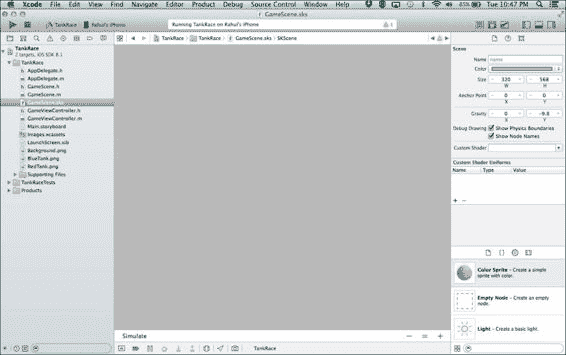 Xcode File Edit View Find Navigate Editor Product Debug Source Control Window Help 85% Tue 10:47 PM
GameScene.sks
TankRace Rahul's iPhone
Running TankRace on Rahul's iPhone
TankRace TankRace GameScene.sks SKScene
TankRace
2 targets, iOS SDK 8.1
TankRace
AppDelegate.h
AppDelegate.m
GameScene.h
GameScene.m
GameScene.sks
GameViewController.h
GameViewController.m
Main.storyboard
Images.xcassets
LaunchScreen.xib
Background.png
BlueTank.png
RedTank.png
Supporting Files
TankRaceTests
Products
Scene
Name name
Color
Size 320 568
W H
Anchor Point 0 0
X Y
Gravity 0 -9.8
X Y
Debug Drawing Show Physics Boundaries
Show Node Names
Custom Shader
Custom Shader Uniforms
Name Type Value
Color Sprite - Create a simple
sprite with color.
Empty Node - Create an empty
node.
Light - Create a basic light.
Simulate
TankRace